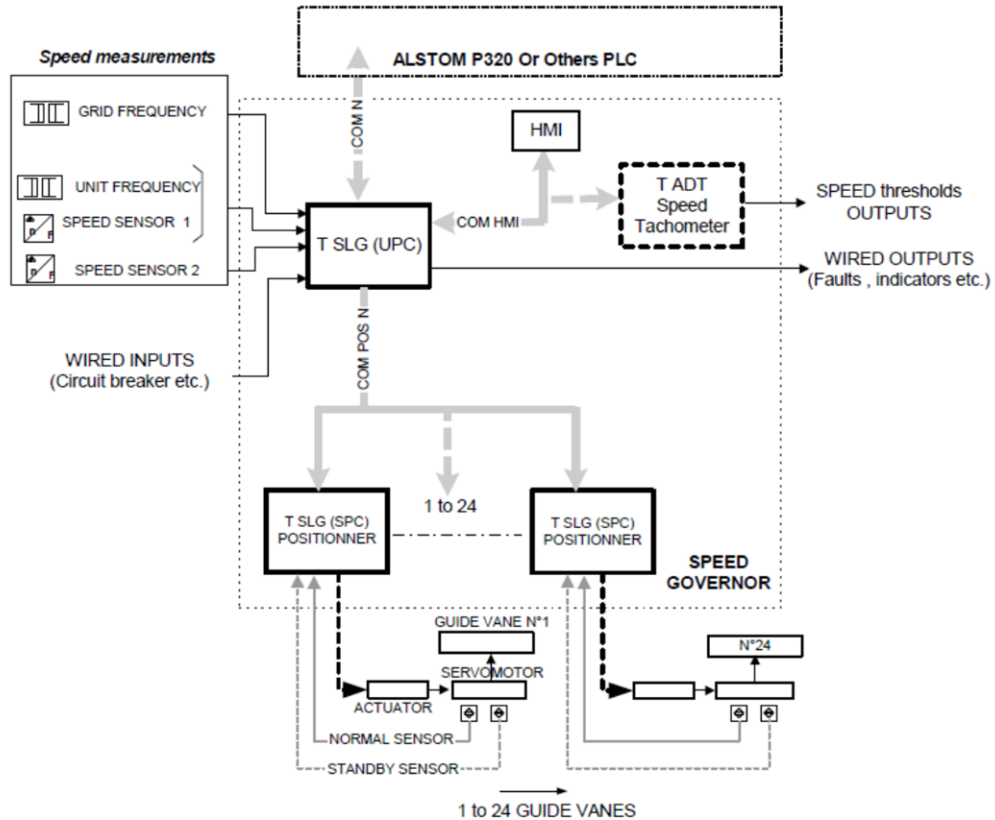 Speed measurements
ALSTOM P320 Or Others PLC
GRID FREQUENCY
COM N
HMI
UNIT FREQUENCY
SPEED SENSOR 1
SPEED SENSOR 2
T SLG (UPC)
COM HMI
T ADT
Speed
Tachometer
SPEED thresholds
OUTPUTS
WIRED OUTPUTS
(Faults , indicators etc.)
WIRED INPUTS
(Circuit breaker etc.)
COM POS N
T SLG (SPC)
POSITIONNER
1 to 24
T SLG (SPC)
POSITIONNER
SPEED
GOVERNOR
GUIDE VANE N°1
SERVOMOTOR
ACTUATOR
NORMAL SENSOR
STANDBY SENSOR
N°24
1 to 24 GUIDE VANES